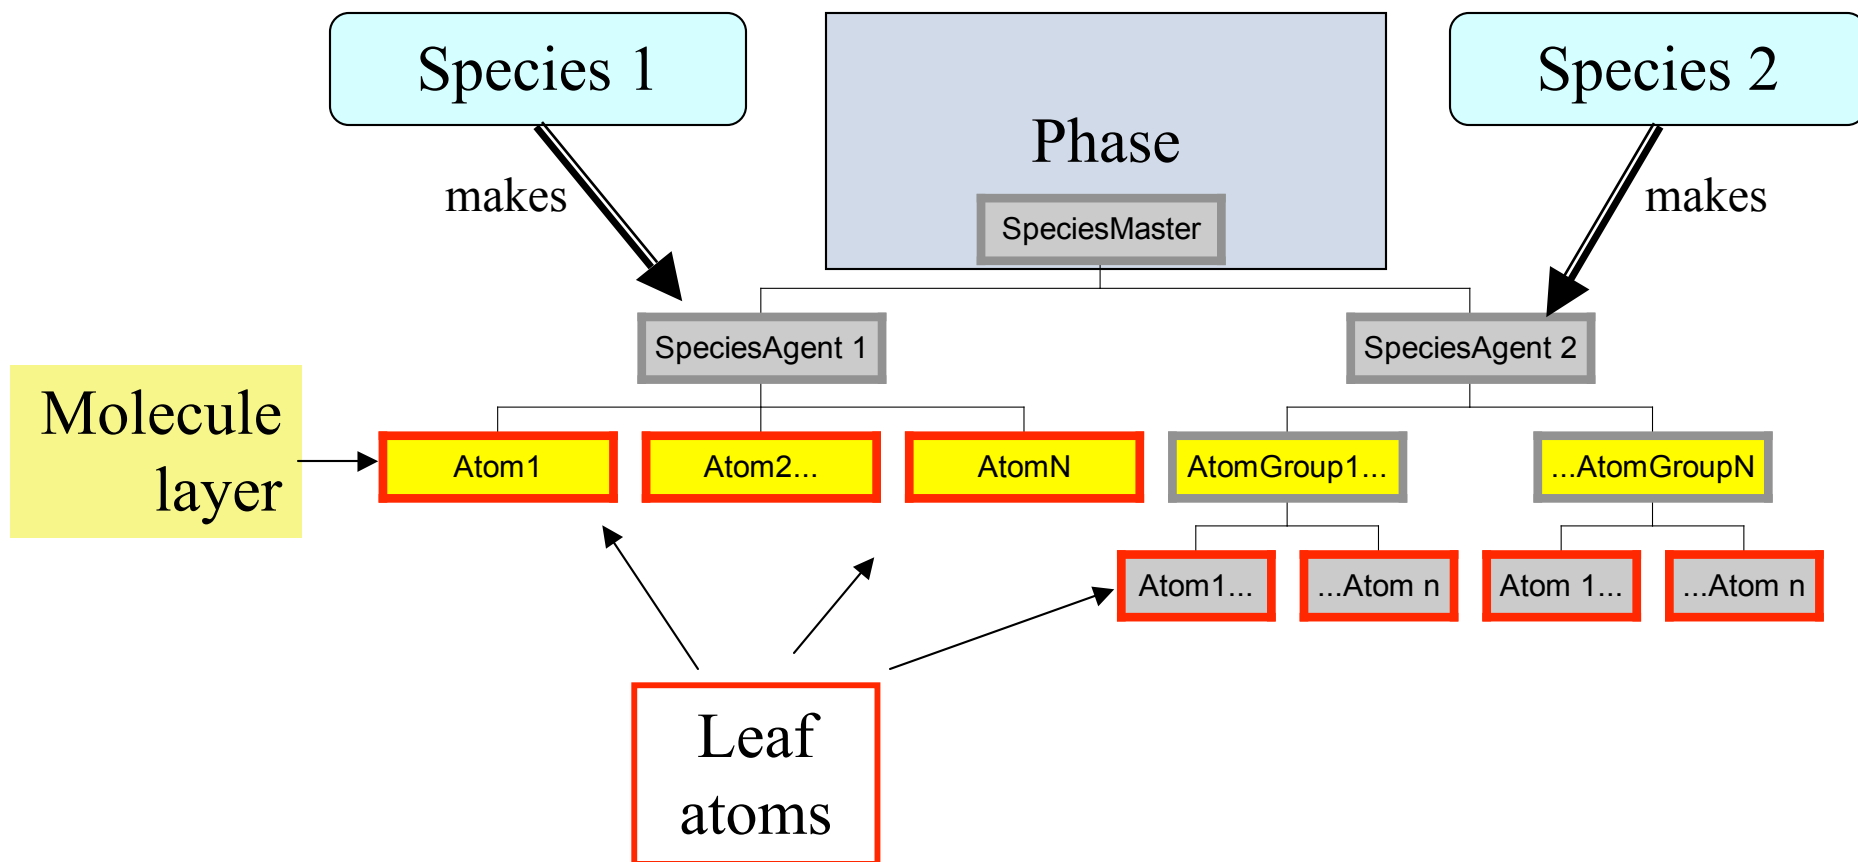 Species 1
Species 2
Phase
makes
makes
SpeciesMaster
SpeciesAgent 1
SpeciesAgent 2
Molecule
layer
Atom1
Atom2...
AtomN
AtomGroup1...
...AtomGroupN
Atom1...
...Atom n
Atom 1...
...Atom n
Leaf
atoms